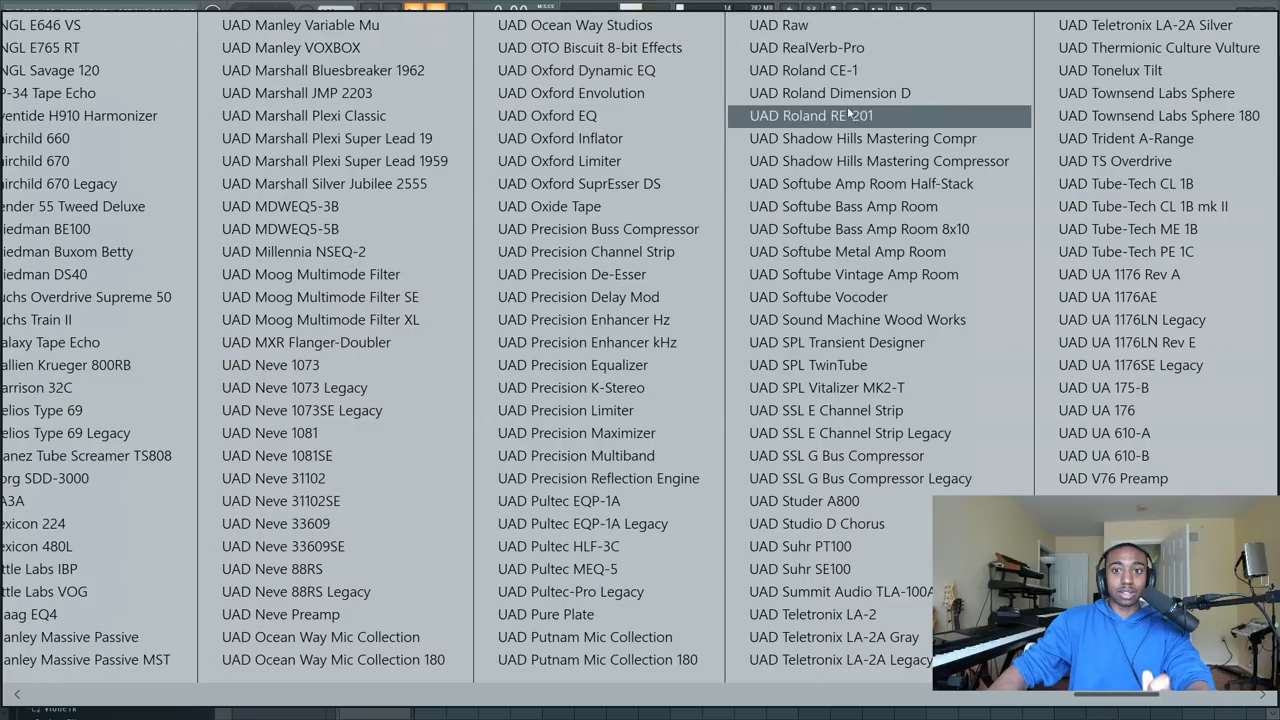 NGL E646 VS
NGL E765 RT
NGL Savage 120
P-34 Tape Echo
ventide H910 Harmonizer
irchild 660
irchild 670
irchild 670 Legacy
ender 55 Tweed Deluxe
iedman BE100
iedman Buxom Betty
iedman DS40
uchs Overdrive Supreme 50
uchs Train II
alaxy Tape Echo
allien Krueger 800RB
arrison 32C
elios Type 69
elios Type 69 Legacy
anez Tube Screamer TS808
org SDD-3000
A3A
exicon 224
exicon 480L
ttle Labs IBP
ttle Labs VOG
aag EQ4
anley Massive Passive
anley Massive Passive MST
UAD Manley Variable Mu
UAD Manley VOXBOX
UAD Marshall Bluesbreaker 1962
UAD Marshall JMP 2203
UAD Marshall Plexi Classic
UAD Marshall Plexi Super Lead 19
UAD Marshall Plexi Super Lead 1959
UAD Marshall Silver Jubilee 2555
UAD MDWEQ5-3B
UAD MDWEQ5-5B
UAD Millennia NSEQ-2
UAD Moog Multimode Filter
UAD Moog Multimode Filter SE
UAD Moog Multimode Filter XL
UAD MXR Flanger-Doubler
UAD Neve 1073
UAD Neve 1073 Legacy
UAD Neve 1073SE Legacy
UAD Neve 1081
UAD Neve 1081SE
UAD Neve 31102
UAD Neve 31102SE
UAD Neve 33609
UAD Neve 33609SE
UAD Neve 88RS
UAD Neve 88RS Legacy
UAD Neve Preamp
UAD Ocean Way Mic Collection
UAD Ocean Way Mic Collection 180
UAD Ocean Way Studios
UAD OTO Biscuit 8-bit Effects
UAD Oxford Dynamic EQ
UAD Oxford Envolution
UAD Oxford EQ
UAD Oxford Inflator
UAD Oxford Limiter
UAD Oxford SuprEsser DS
UAD Oxide Tape
UAD Precision Buss Compressor
UAD Precision Channel Strip
UAD Precision De-Esser
UAD Precision Delay Mod
UAD Precision Enhancer Hz
UAD Precision Enhancer kHz
UAD Precision Equalizer
UAD Precision K-Stereo
UAD Precision Limiter
UAD Precision Maximizer
UAD Precision Multiband
UAD Precision Reflection Engine
UAD Pultec EQP-1A
UAD Pultec EQP-1A Legacy
UAD Pultec HLF-3C
UAD Pultec MEQ-5
UAD Pultec-Pro Legacy
UAD Pure Plate
UAD Putnam Mic Collection
UAD Putnam Mic Collection 180
UAD Raw
UAD RealVerb-Pro
UAD Roland CE-1
UAD Roland Dimension D
UAD Roland RE-201
UAD Shadow Hills Mastering Compr
UAD Shadow Hills Mastering Compressor
UAD Softube Amp Room Half-Stack
UAD Softube Bass Amp Room
UAD Softube Bass Amp Room 8x10
UAD Softube Metal Amp Room
UAD Softube Vintage Amp Room
UAD Softube Vocoder
UAD Sound Machine Wood Works
UAD SPL Transient Designer
UAD SPL TwinTube
UAD SPL Vitalizer MK2-T
UAD SSL E Channel Strip
UAD SSL E Channel Strip Legacy
UAD SSL G Bus Compressor
UAD SSL G Bus Compressor Legacy
UAD Studer A800
UAD Studio D Chorus
UAD Suhr PT100
UAD Suhr SE100
UAD Summit Audio TLA-100A
UAD Teletronix LA-2
UAD Teletronix LA-2A Gray
UAD Teletronix LA-2A Legacy
UAD Teletronix LA-2A Silver
UAD Thermionic Culture Vulture
UAD Tonelux Tilt
UAD Townsend Labs Sphere
UAD Townsend Labs Sphere 180
UAD Trident A-Range
UAD TS Overdrive
UAD Tube-Tech CL 1B
UAD Tube-Tech CL 1B mk II
UAD Tube-Tech ME 1B
UAD Tube-Tech PE 1C
UAD UA 1176 Rev A
UAD UA 1176AE
UAD UA 1176LN Legacy
UAD UA 1176LN Rev E
UAD UA 1176SE Legacy
UAD UA 175-B
UAD UA 176
UAD UA 610-A
UAD UA 610-B
UAD V76 Preamp